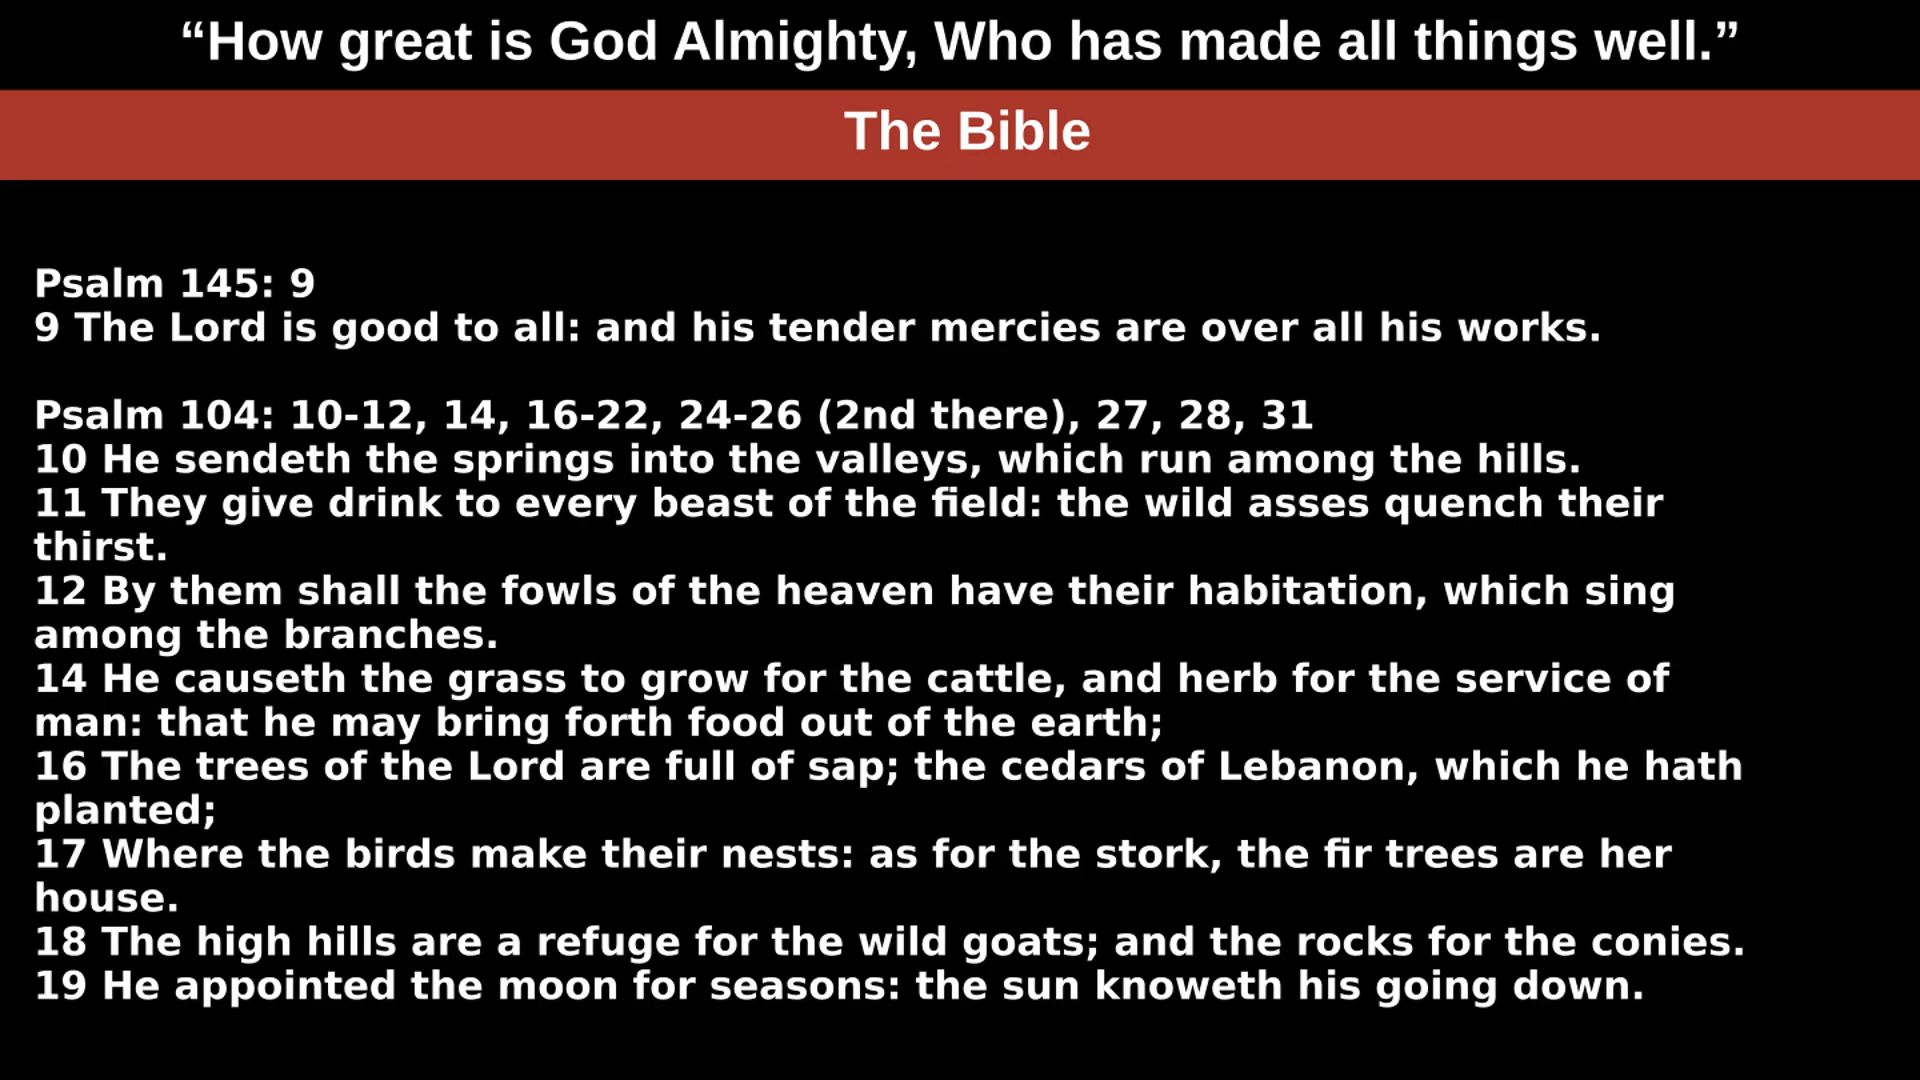 “How great is God Almighty, Who has made all things well.”
The Bible
Psalm 145: 9
9 The Lord is good to all: and his tender mercies are over all his works.
Psalm 104: 10-12, 14, 16-22, 24-26 (2nd there), 27, 28, 31
10 He sendeth the springs into the valleys, which run among the hills.
11 They give drink to every beast of the field: the wild asses quench their
thirst.
12 By them shall the fowls of the heaven have their habitation, which sing
among the branches.
14 He causeth the grass to grow for the cattle, and herb for the service of
man: that he may bring forth food out of the earth;
16 The trees of the Lord are full of sap; the cedars of Lebanon, which he hath
planted;
17 Where the birds make their nests: as for the stork, the fir trees are her
house.
18 The high hills are a refuge for the wild goats; and the rocks for the conies.
19 He appointed the moon for seasons: the sun knoweth his going down.